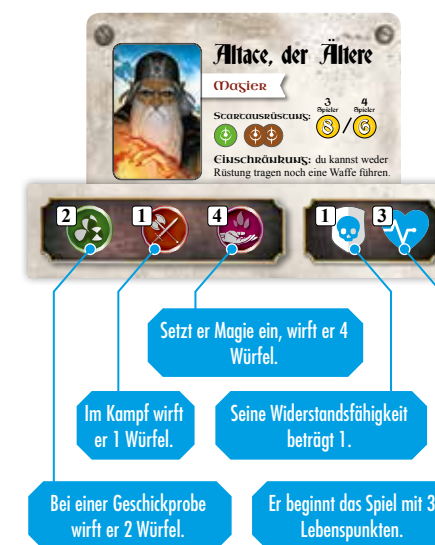 Altace, der Ältere
Magier
3 Spieler 4 Spieler
Startausrüstung: 8 / 6
Einschränkung: du kannst weder
Rüstung tragen noch eine Waffe führen.
2 1 4 1 3
Setzt er Magie ein, wirft er 4
Würfel.
Im Kampf wirft
er 1 Würfel.
Seine Widerstandsfähigkeit
beträgt 1.
Bei einer Geschickprobe
wirft er 2 Würfel.
Er beginnt das Spiel mit 3
Lebenspunkten.